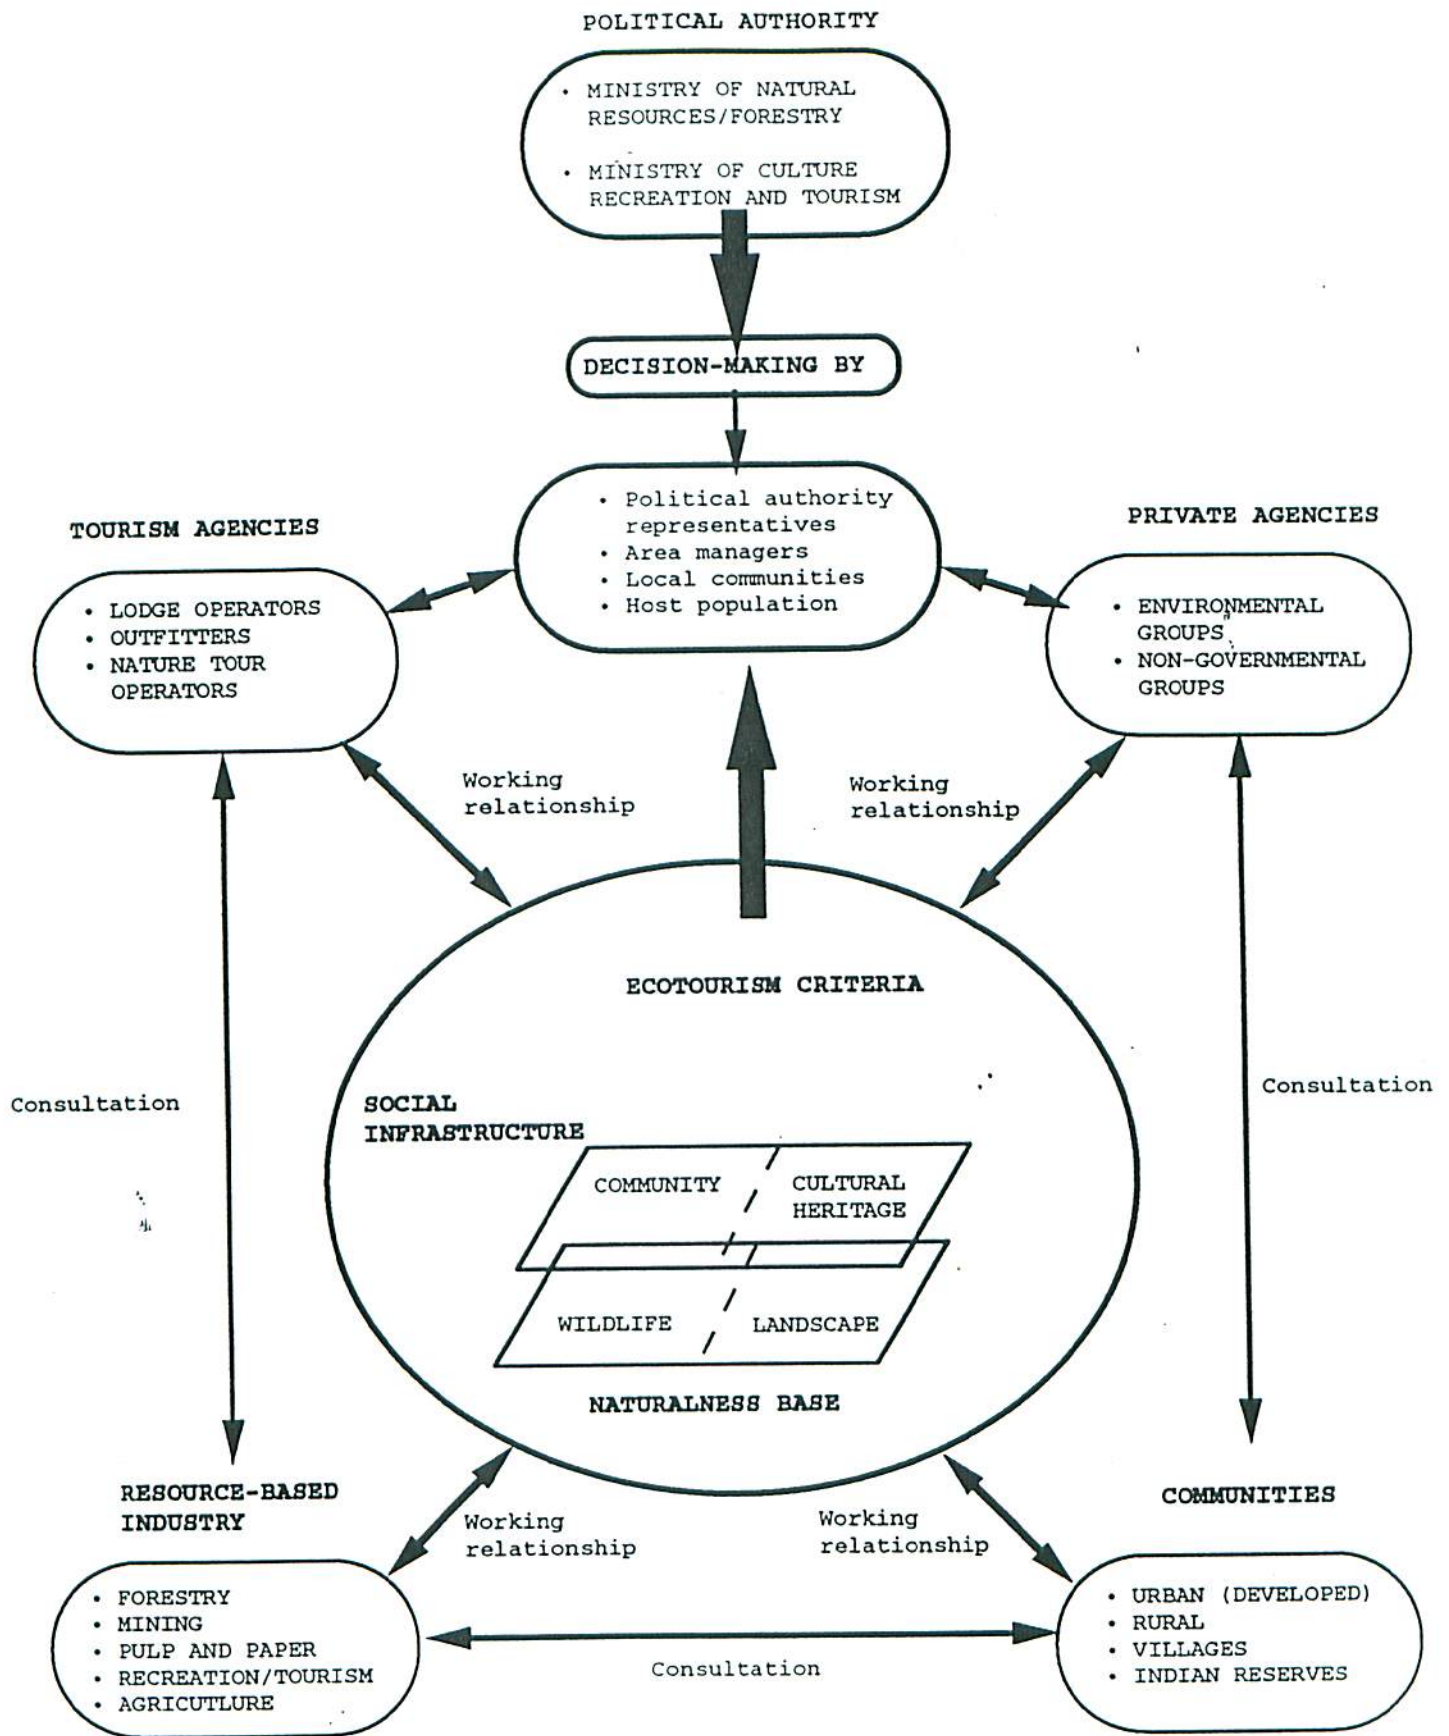 POLITICAL AUTHORITY
• MINISTRY OF NATURAL
RESOURCES/FORESTRY
• MINISTRY OF CULTURE
RECREATION AND TOURISM
DECISION-MAKING BY
• Political authority
representatives
• Area managers
• Local communities
• Host population
TOURISM AGENCIES
• LODGE OPERATORS
• OUTFITTERS
• NATURE TOUR
OPERATORS
PRIVATE AGENCIES
• ENVIRONMENTAL
GROUPS
• NON-GOVERNMENTAL
GROUPS
Working
relationship
Working
relationship
ECOTOURISM CRITERIA
Consultation
Consultation
SOCIAL
INFRASTRUCTURE
COMMUNITY
CULTURAL
HERITAGE
WILDLIFE
LANDSCAPE
NATURALNESS BASE
RESOURCE-BASED
INDUSTRY
Working
relationship
Working
relationship
COMMUNITIES
• FORESTRY
• MINING
• PULP AND PAPER
• RECREATION/TOURISM
• AGRICUTLURE
Consultation
• URBAN (DEVELOPED)
• RURAL
• VILLAGES
• INDIAN RESERVES